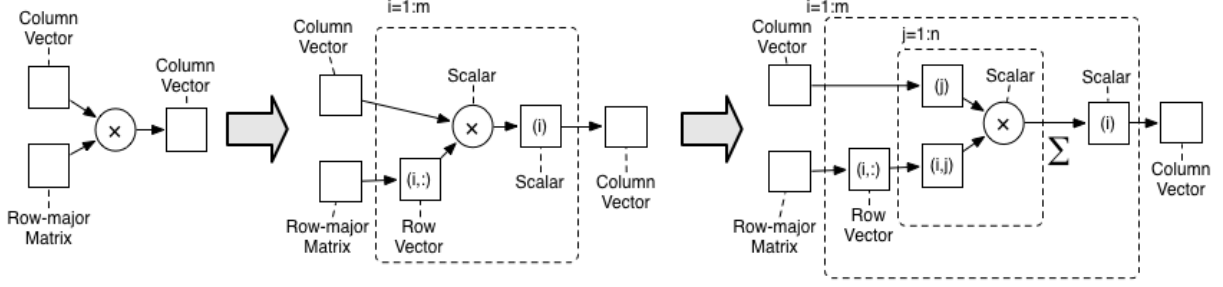 Column
Vector
Column
Vector
×
Row-major
Matrix
i=1:m
Column
Vector
Scalar
×
(i)
(i,:)
Scalar
Row-major
Matrix
Row
Vector
Column
Vector
i=1:m
j=1:n
Column
Vector
(j)
Scalar
Scalar
×
(i)
∑
(i,:)
(i,j)
Row-major
Matrix
Row
Vector
Column
Vector